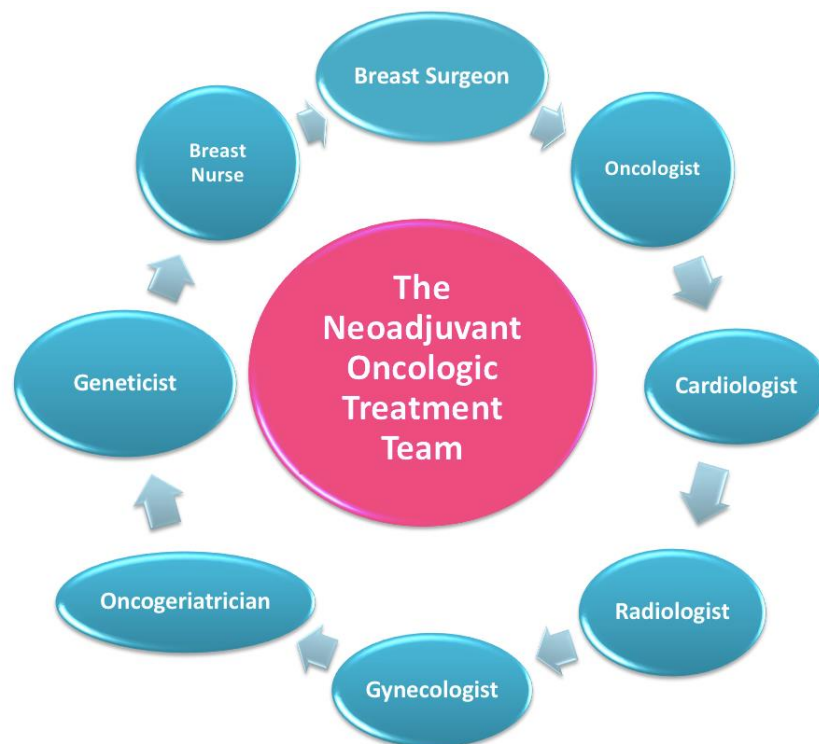 Breast Surgeon
Oncologist
Cardiologist
Radiologist
Gynecologist
Oncogeriatrician
Geneticist
Breast
Nurse
The
Neoadjuvant
Oncologic
Treatment
Team